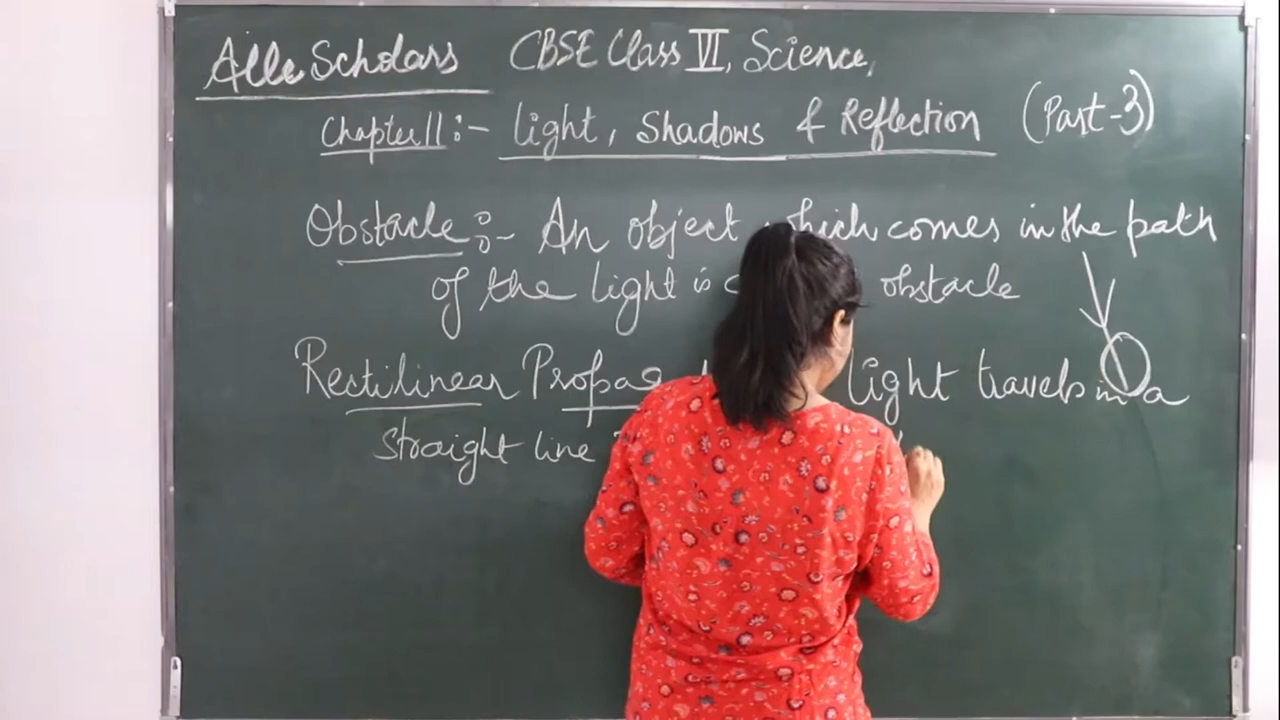 Alle Scholars CBSE Class VI, Science,
Chapter 11 :- Light, Shadows & Reflection (Part-3)
Obstacle :- An object which comes in the path
of the light is obstacle
Rectilinear light travels in a
straight line